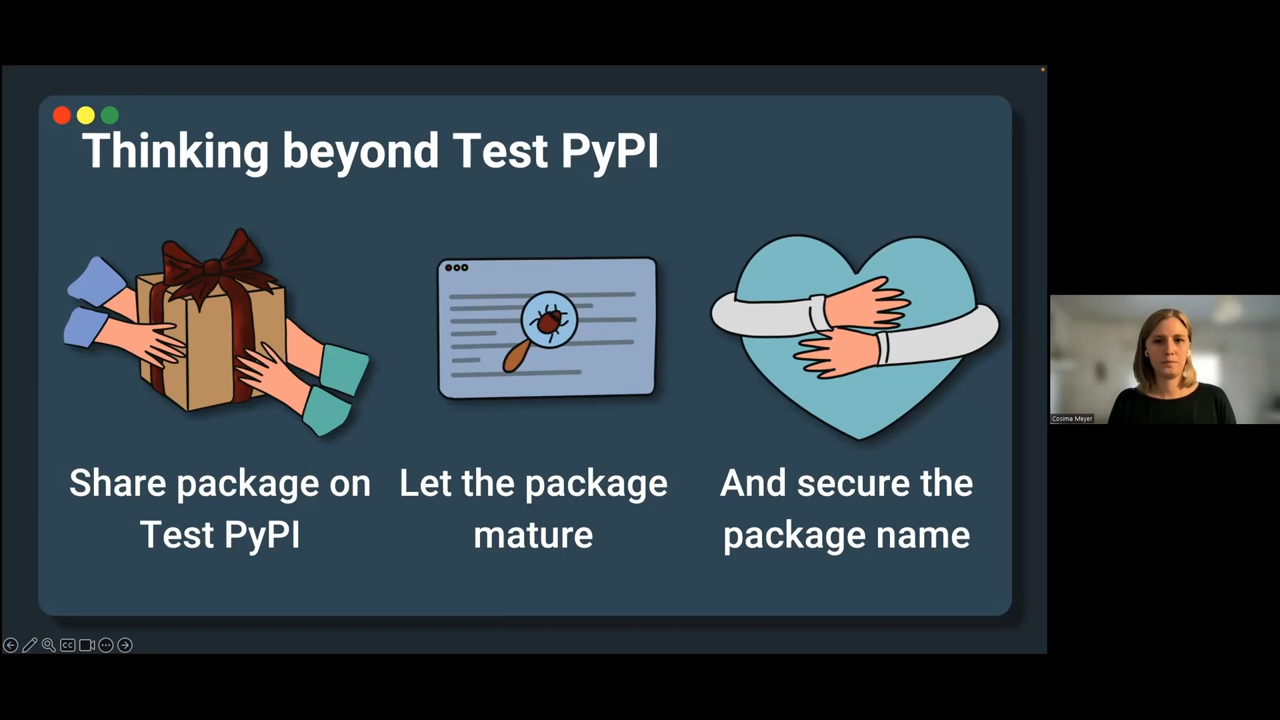 Thinking beyond Test PyPI
Share package on
Test PyPI
Let the package
mature
And secure the
package name
Cosima Meyer
CC